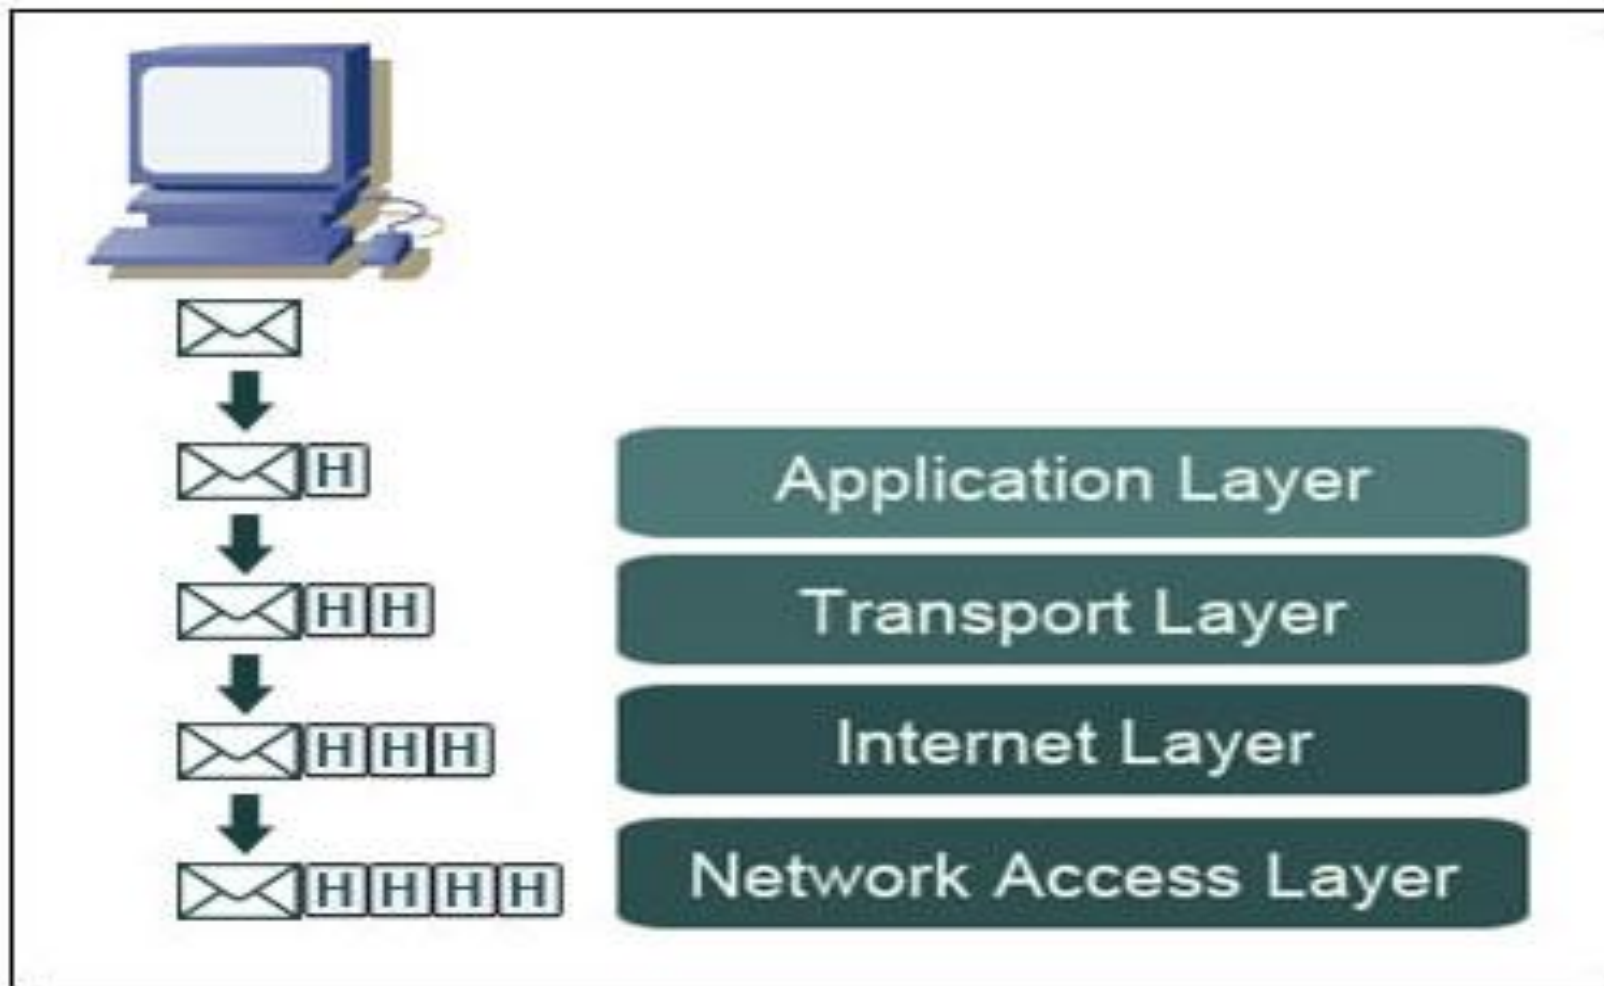 H
Application Layer
H H
Transport Layer
H H H
Internet Layer
H H H H
Network Access Layer